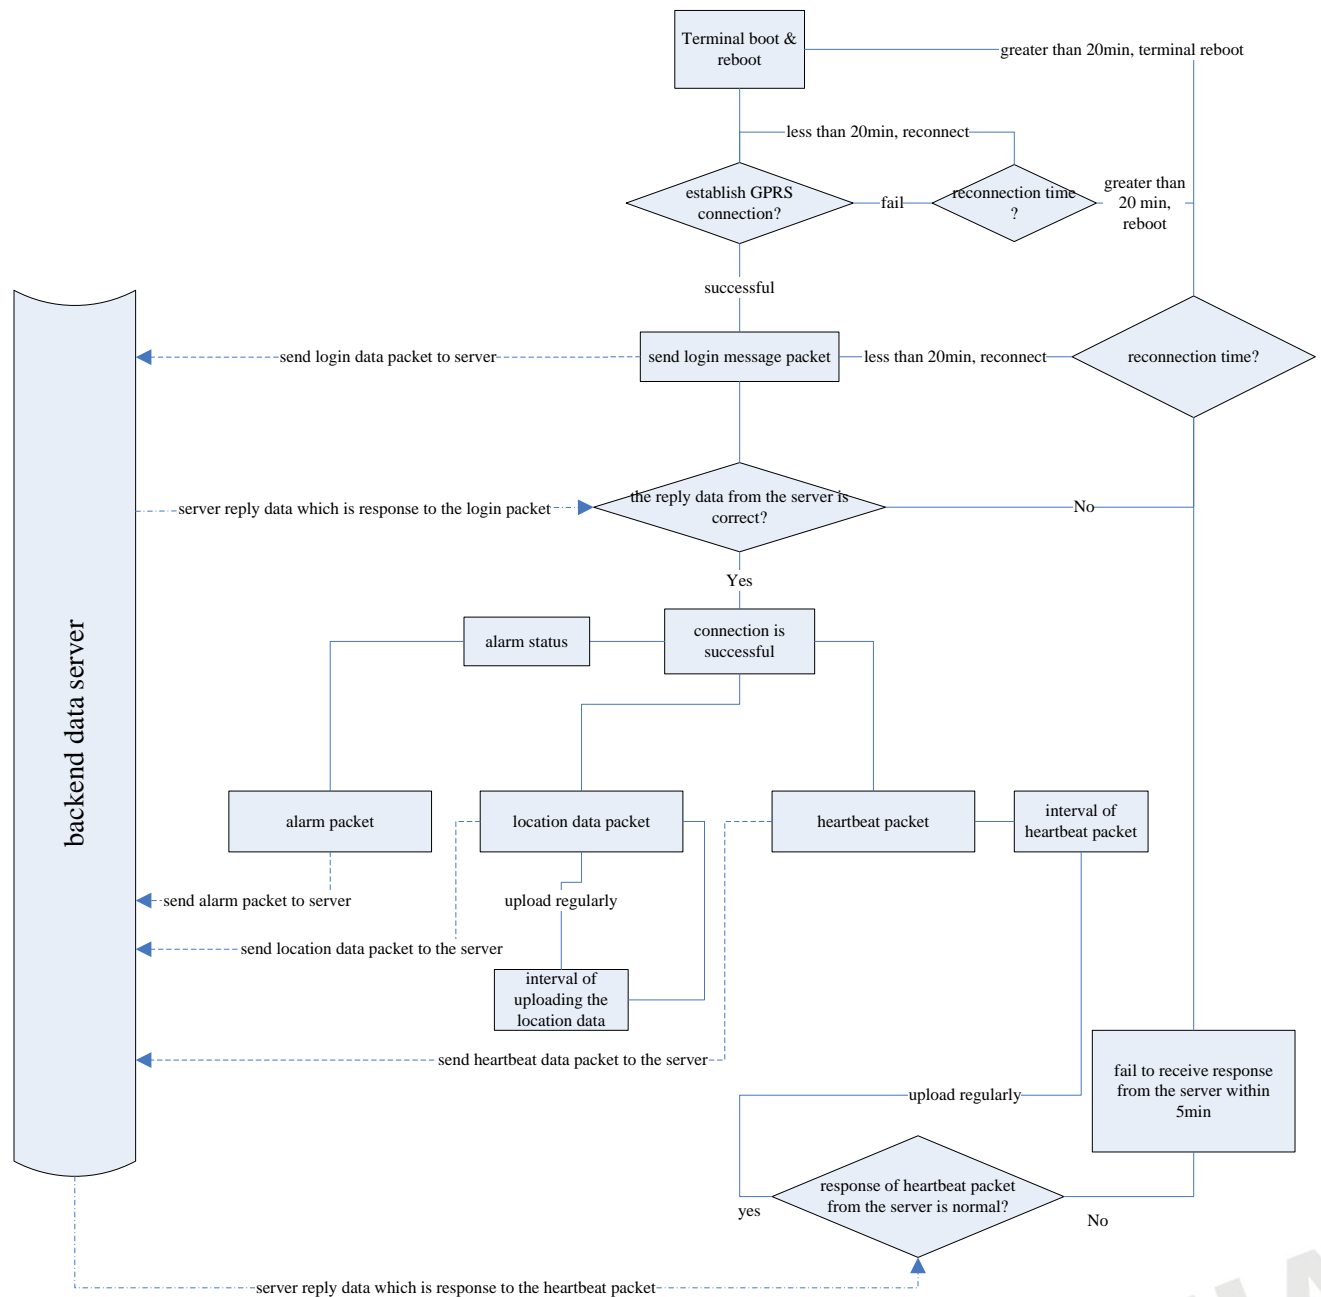 Terminal boot &
reboot
greater than 20min, terminal reboot
less than 20min, reconnect
establish GPRS
connection?
fail
reconnection time
?
greater than
20 min,
reboot
successful
send login data packet to server
send login message packet
less than 20min, reconnect
reconnection time?
server reply data which is response to the login packet
the reply data from the server is
correct?
No
Yes
alarm status
connection is
successful
backend data server
alarm packet
location data packet
heartbeat packet
interval of
heartbeat packet
send alarm packet to server
upload regularly
send location data packet to the server
interval of
uploading the
location data
send heartbeat data packet to the server
fail to receive response
from the server within
5min
upload regularly
response of heartbeat packet
from the server is normal?
yes
No
server reply data which is response to the heartbeat packet